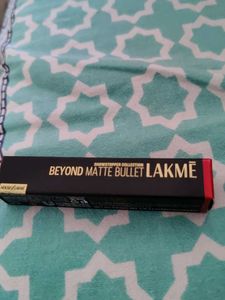 SHOWSTOPPER COLLECTION
BEYOND MATTE BULLET LAKMÉ